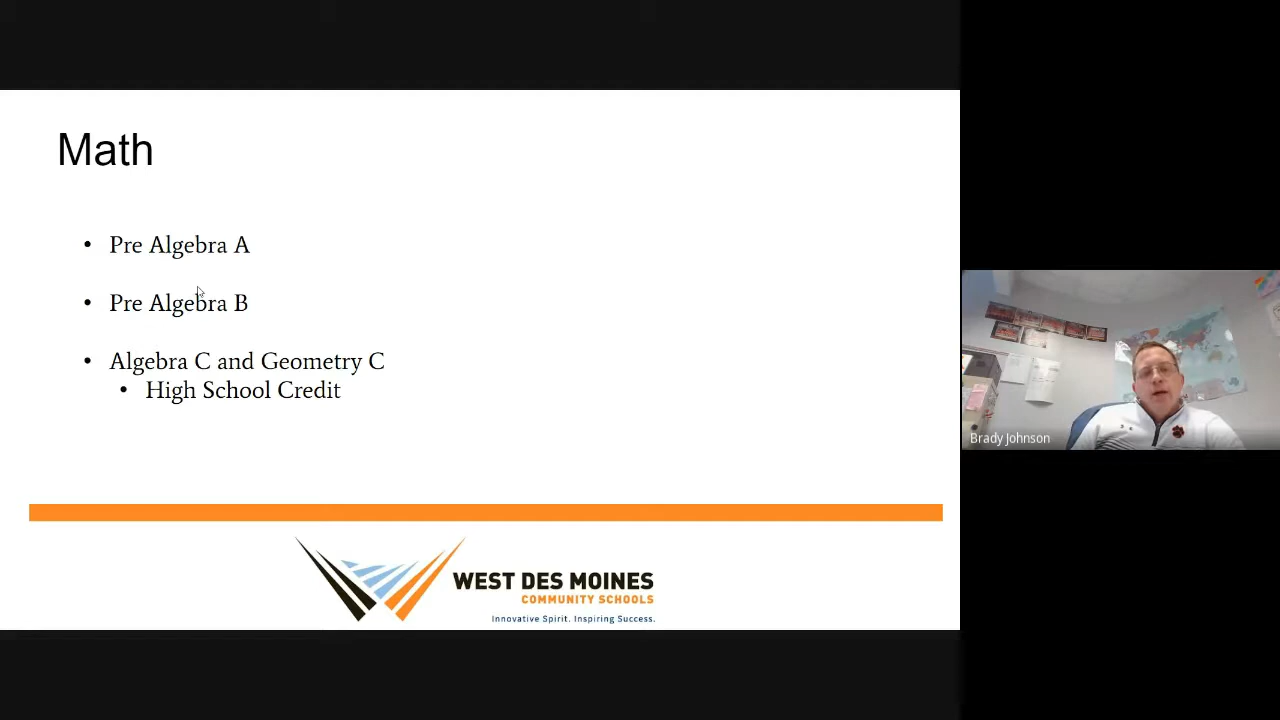 Math
• Pre Algebra A
• Pre Algebra B
• Algebra C and Geometry C
• High School Credit
WEST DES MOINES
COMMUNITY SCHOOLS
Innovative Spirit. Inspiring Success.
Brady Johnson